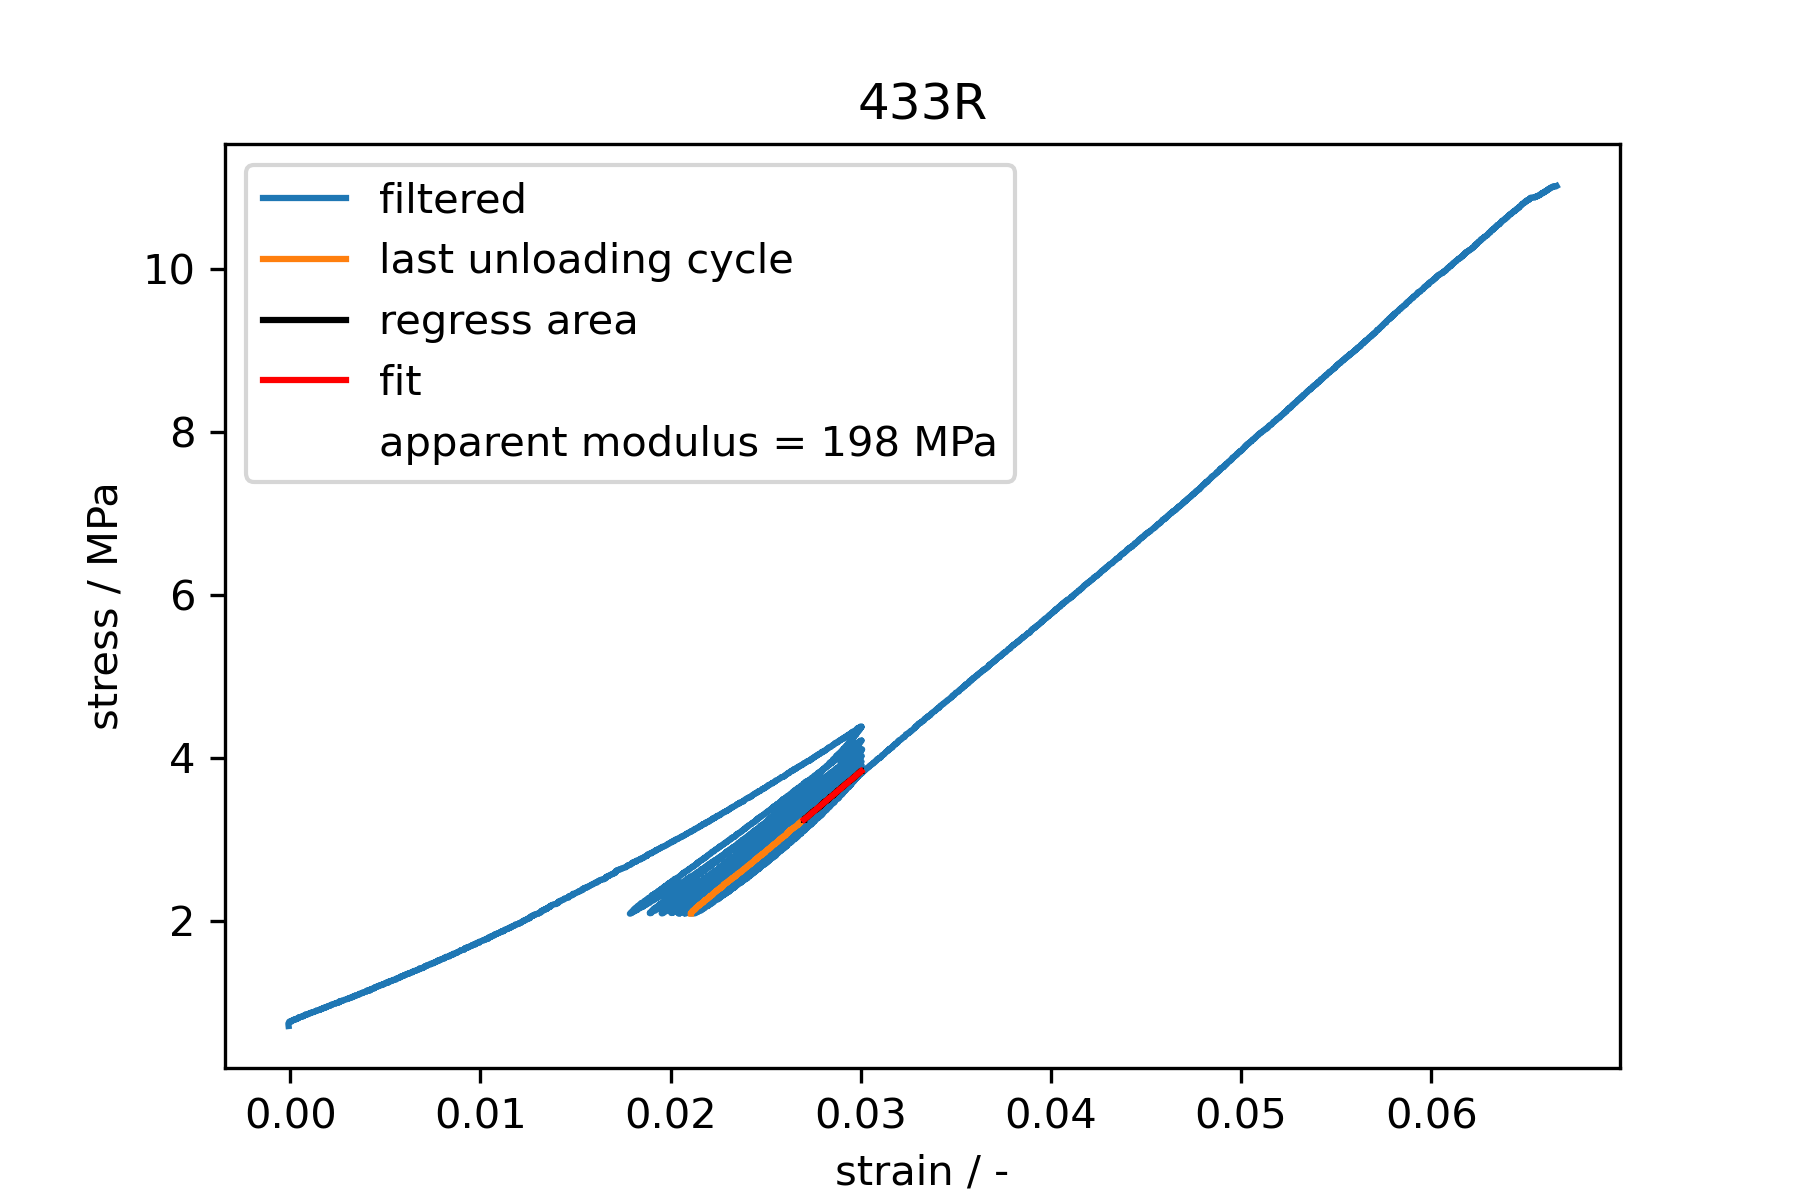 433R
filtered
last unloading cycle
regress area
fit
apparent modulus = 198 MPa
stress / MPa
10
8
6
4
2
0.00 0.01 0.02 0.03 0.04 0.05 0.06
strain / -